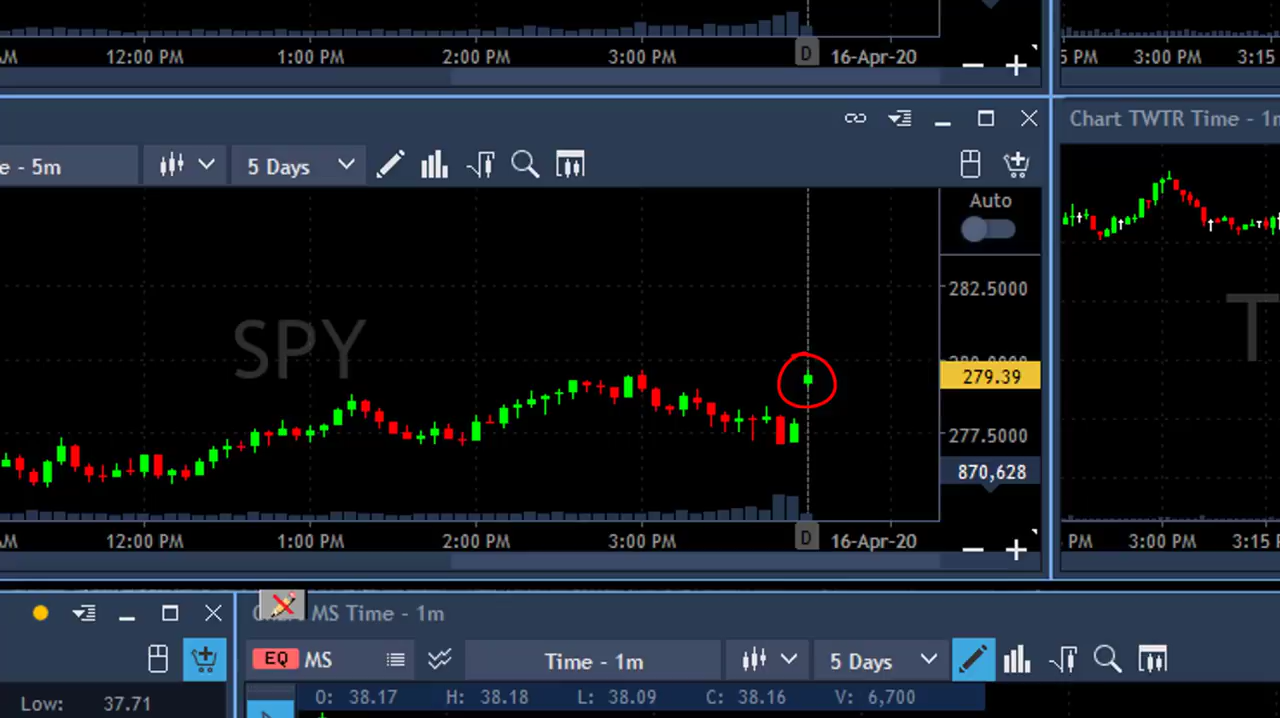 AM 12:00 PM 1:00 PM 2:00 PM 3:00 PM D 16-Apr-20 − +
5 PM 3:00 PM 3:15
Chart TWTR Time - 1m
e - 5m 5 Days
Auto
282.5000
SPY
279.39
277.5000
870,628
T
AM 12:00 PM 1:00 PM 2:00 PM 3:00 PM D 16-Apr-20 − +
PM 3:00 PM 3:15
MS Time - 1m
EQ MS Time - 1m 5 Days
Low: 37.71
O: 38.17 H: 38.18 L: 38.09 C: 38.16 V: 6,700